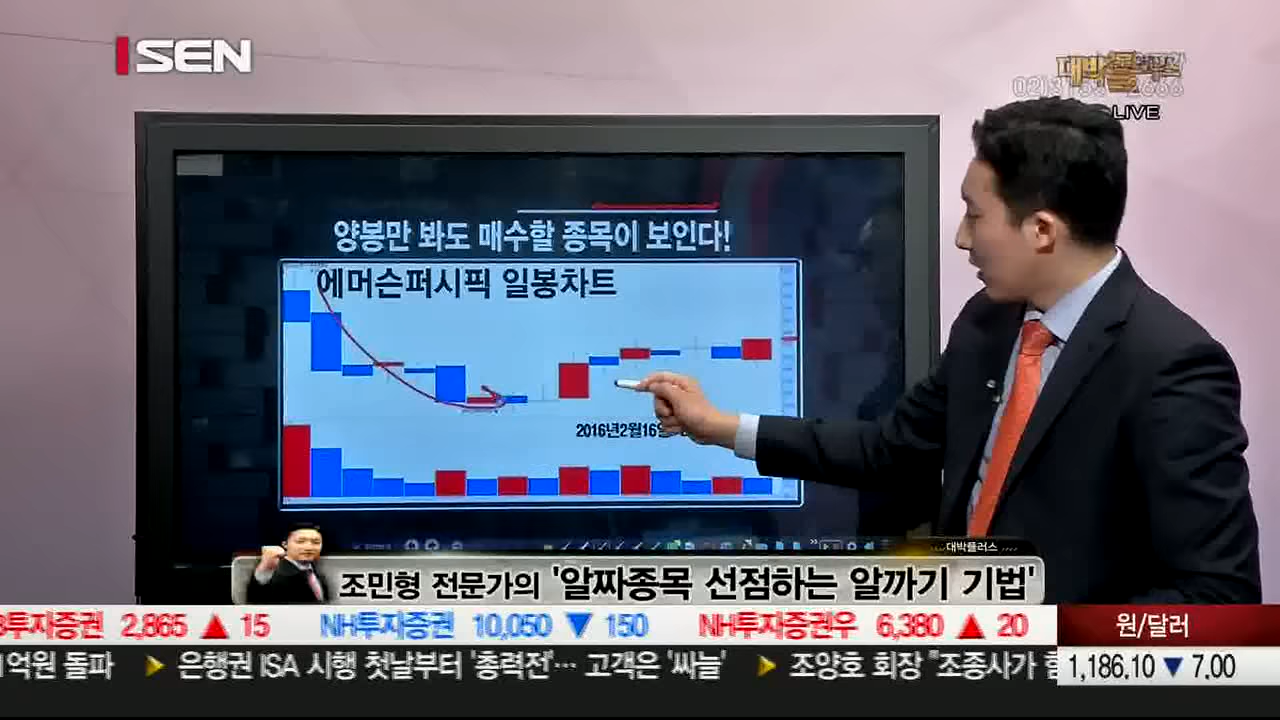 SEN
LIVE
양봉만 봐도 매수할 종목이 보인다!
에머슨퍼시픽 일봉차트
2016년2월16일
대박플러스
조민형 전문가의 '알짜종목 선점하는 알까기 기법'
투자증권 2,865 ▲ 15 NH투자증권 10,050 ▼ 150 NH투자증권우 6,380 ▲ 20
원/달러
억원 돌파 ▶ 은행권 ISA 시행 첫날부터 '총력전'… 고객은 '싸늘' ▶ 조양호 회장 "조종사가
1,186.10 ▼ 7.00